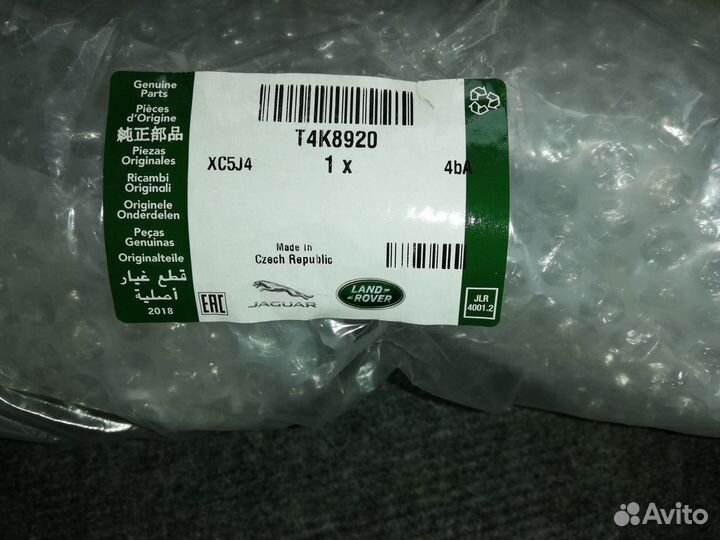 Genuine
Parts
Pièces
d'Origine
純正部品
Piezas
Originales
Ricambi
Originali
Originele
Onderdelen
Peças
Genuinas
Originalteile
قطع غيار
أصلية
2018
T4K8920
XC5J4
1 x
4bA
Made in
Czech Republic
EAC
JAGUAR
LAND-
-ROVER
JLR
4001.2
Avito